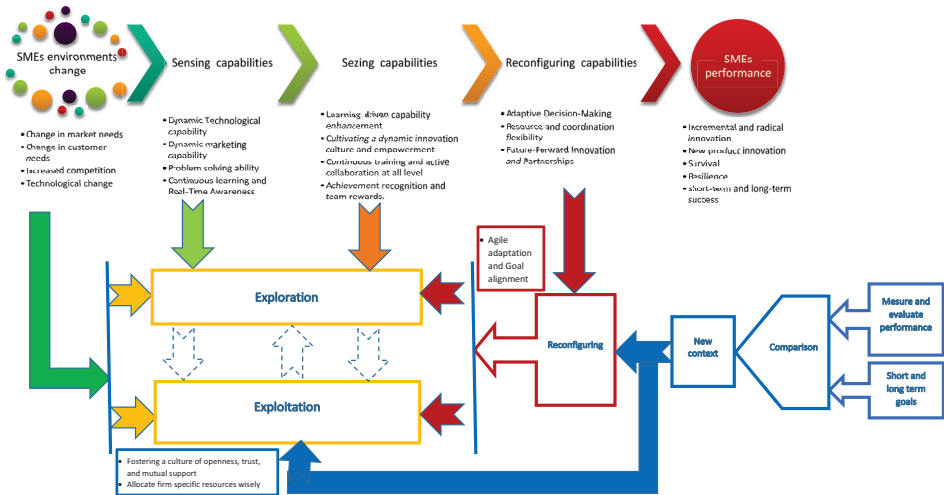 SMEs environments
change
Sensing capabilities
Sezing capabilities
Reconfiguring capabilities
SMEs
performance
• Change in market needs
• Change in customer
needs
• Increased competition
• Technological change
• Dynamic Technological
capability
• Dynamic marketing
capability
• Problem solving ability
• Continuous learning and
Real-Time Awareness
• Learning-driven capability
enhancement
• Cultivating a dynamic innovation
culture and empowerment
• Continuous training and active
collaboration at all level
• Achievement recognition and
team rewards.
• Adaptive Decision-Making
• Resource and coordination
flexibility
• Future-Forward Innovation
and Partnerships
• Incremental and radical
innovation
• New product innovation
• Survival
• Resilience
• short-term and long-term
success
• Agile
adaptation
and Goal
alignment
Exploration
Exploitation
Reconfiguring
New
context
Comparison
Mesure and
evaluate
performance
Short and
long term
goals
• Fostering a culture of openness, trust,
and mutual support
• Allocate firm specific resources wisely